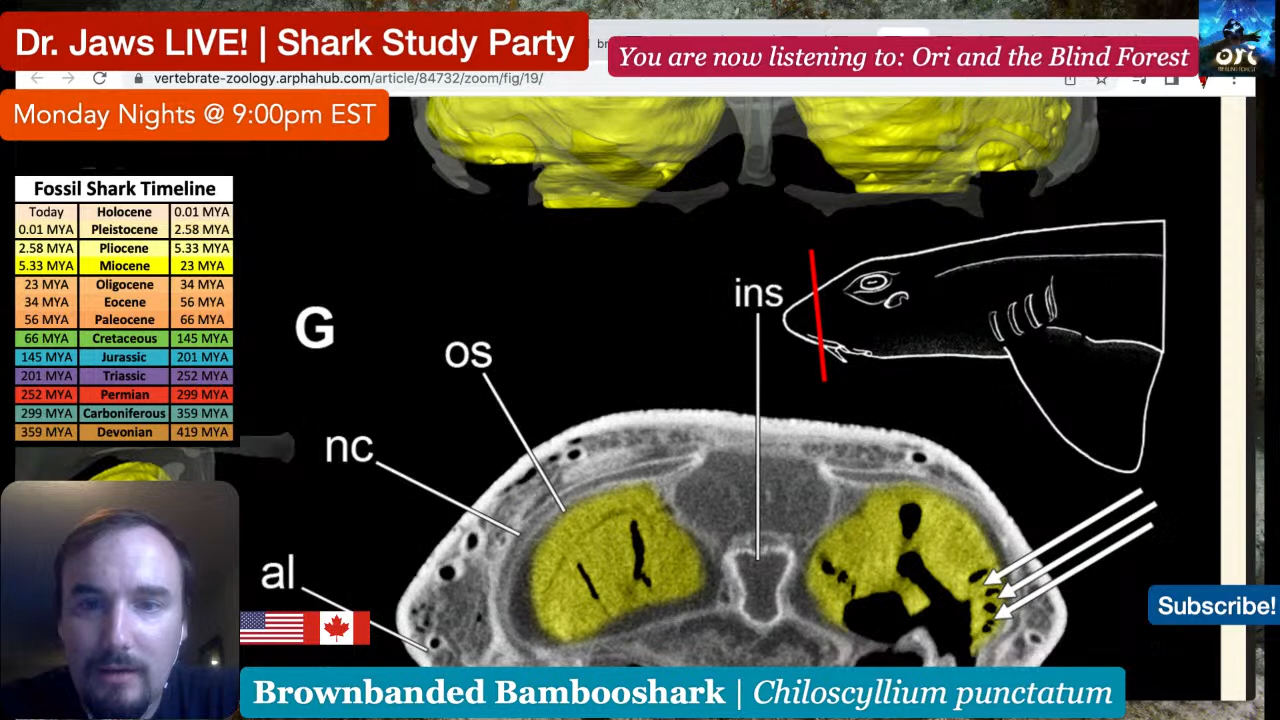 Dr. Jaws LIVE! | Shark Study Party
br
You are now listening to: Ori and the Blind Forest
ori
vertebrate-zoology.arphahub.com/article/84732/zoom/fig/19/
Monday Nights @ 9:00pm EST
Fossil Shark Timeline
Today Holocene 0.01 MYA
0.01 MYA Pleistocene 2.58 MYA
2.58 MYA Pliocene 5.33 MYA
5.33 MYA Miocene 23 MYA
23 MYA Oligocene 34 MYA
34 MYA Eocene 56 MYA
56 MYA Paleocene 66 MYA
66 MYA Cretaceous 145 MYA
145 MYA Jurassic 201 MYA
201 MYA Triassic 252 MYA
252 MYA Permian 299 MYA
299 MYA Carboniferous 359 MYA
359 MYA Devonian 419 MYA
ins
G
os
nc
al
Subscribe!
Brownbanded Bambooshark | Chiloscyllium punctatum